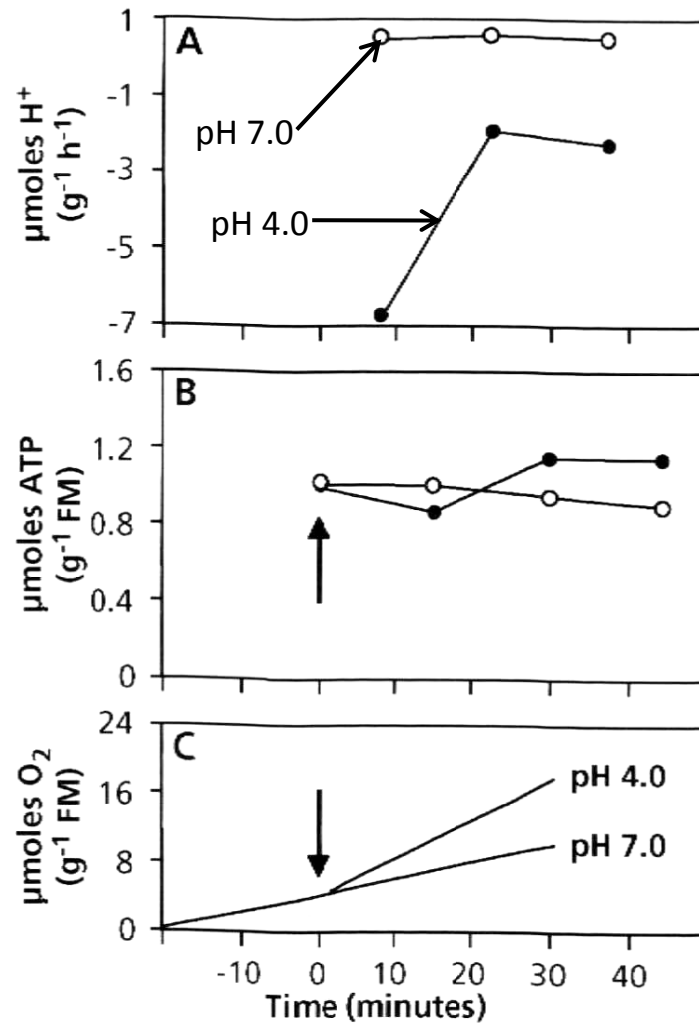 A
μmoles H⁺
(g⁻¹ h⁻¹)
1
-1
-3
-5
-7
pH 7.0
pH 4.0
B
μmoles ATP
(g⁻¹ FM)
1.6
1.2
0.8
0.4
0
C
μmoles O₂
(g⁻¹ FM)
24
16
8
0
pH 4.0
pH 7.0
-10 0 10 20 30 40
Time (minutes)